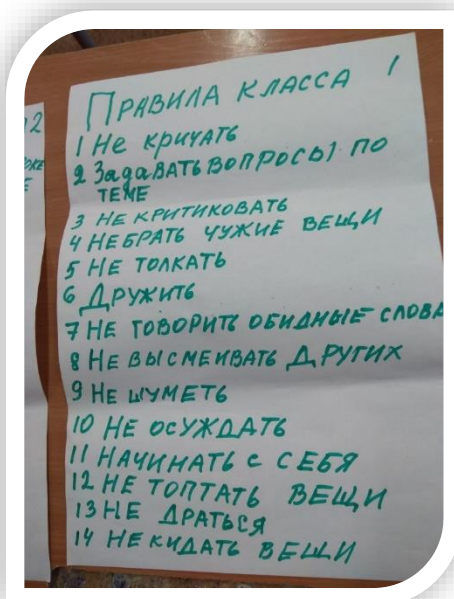 12
ПРАВИЛА КЛАССА 1
1 Не кричАТЬ
2 ЗадаВАТЬ ВОПРОСЫ ПО
ТЕМЕ
3 НЕ КРИТИКОВАТЬ
4 НЕБРАТЬ ЧУЖИЕ ВЕЩИ
5 НЕ ТОЛКАТЬ
6 ДРУЖИТЬ
7 НЕ ГОВОРИТЬ ОБИДНЫЕ СЛОВА
8 НЕ ВЫСМЕИВАТЬ ДРУГИХ
9 НЕ ШУМЕТЬ
10 НЕ ОСУЖДАТЬ
11 НАЧИНАТЬ с СЕБЯ
12 НЕ ТОПТАТЬ ВЕЩИ
13 НЕ ДРАТЬСЯ
14 НЕ КИДАТЬ ВЕЩИ